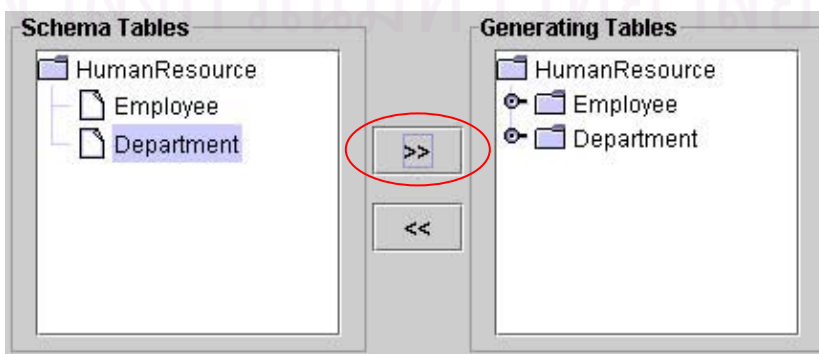 Schema Tables
HumanResource
Employee
Department
>>
<<
Generating Tables
HumanResource
Employee
Department